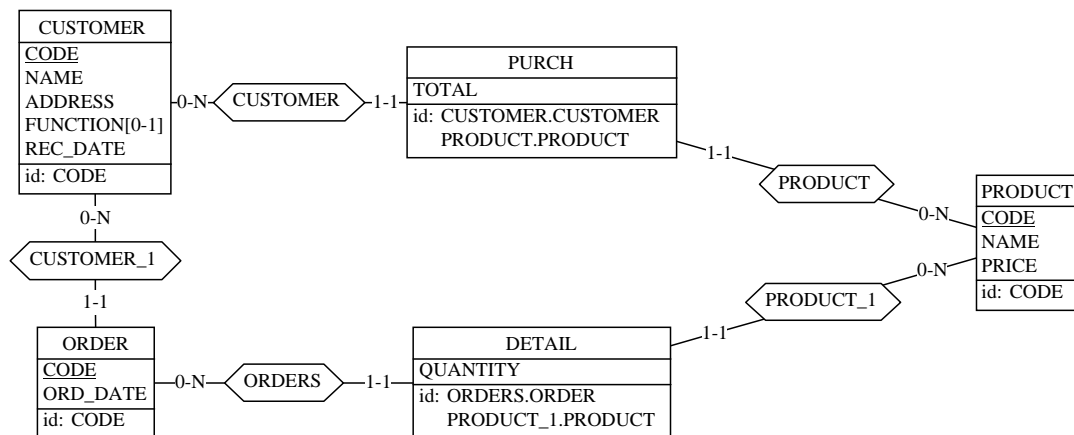 CUSTOMER
CODE
NAME
ADDRESS
FUNCTION[0-1]
REC_DATE
id: CODE
0-N
CUSTOMER
1-1
PURCH
TOTAL
id: CUSTOMER.CUSTOMER
PRODUCT.PRODUCT
1-1
PRODUCT
0-N
PRODUCT
CODE
NAME
PRICE
id: CODE
0-N
CUSTOMER_1
1-1
ORDER
CODE
ORD_DATE
id: CODE
0-N
ORDERS
1-1
DETAIL
QUANTITY
id: ORDERS.ORDER
PRODUCT_1.PRODUCT
1-1
PRODUCT_1
0-N